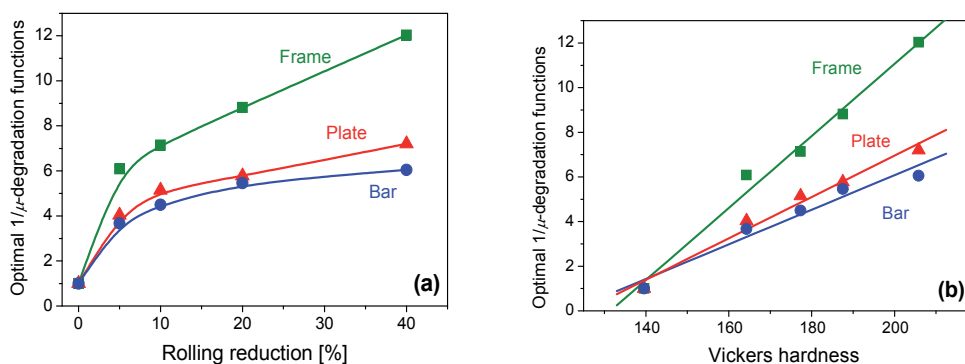 Optimal 1/μ-degradation functions
12
10
8
6
4
2
0
0
10
20
30
40
Rolling reduction [%]
Frame
Plate
Bar
(a)
Optimal 1/μ-degradation functions
12
10
8
6
4
2
0
120
140
160
180
200
Vickers hardness
Frame
Plate
Bar
(b)